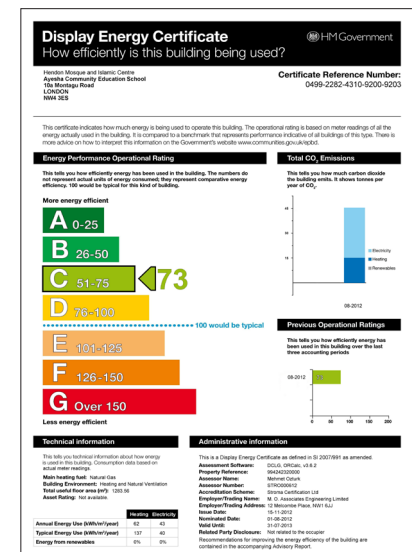 Display Energy Certificate
How efficiently is this building being used?
HM Government
Hendon Mosque and Islamic Centre
Ayesha Community Education School
10a Montagu Road
LONDON
NW4 3ES
Certificate Reference Number:
0499-2282-4310-9200-9203
This certificate indicates how much energy is being used to operate this building. The operational rating is based on meter readings of all the
energy actually used in the building. It is compared to a benchmark that represents performance indicative of all buildings of this type. There is
more advice on how to interpret this information on the Government's website www.communities.gov.uk/epbd.
Energy Performance Operational Rating
This tells you how efficiently energy has been used in the building. The numbers do
not represent actual units of energy consumed; they represent comparative energy
efficiency. 100 would be typical for this kind of building.
More energy efficient
A 0-25
B 26-50
C 51-75
73
D 76-100
100 would be typical
E 101-125
F 126-150
G Over 150
Less energy efficient
Total CO2 Emissions
This tells you how much carbon dioxide
the building emits. It shows tonnes per
year of CO2.
Electricity
Heating
Renewables
08-2012
Previous Operational Ratings
This tells you how efficiently energy has
been used in this building over the last
three accounting periods
08-2012
0 50 100 150 200
Technical information
This tells you technical information about how energy
is used in this building. Consumption data based on
actual meter readings.
Main heating fuel: Natural Gas
Building Environment: Heating and Natural Ventilation
Total useful floor area (m²): 1283.56
Asset Rating: Not available.
Heating Electricity
Annual Energy Use (kWh/m²/year) 62 43
Typical Energy Use (kWh/m²/year) 137 40
Energy from renewables 0% 0%
Administrative information
This is a Display Energy Certificate as defined in SI 2007/991 as amended.
Assessment Software: DCLG, ORCalc, v3.6.2
Property Reference: 994242320000
Assessor Name: Mehmet Ozturk
Assessor Number: STRO000612
Accreditation Scheme: Stroma Certification Ltd
Employer/Trading Name: M. O. Associates Engineering Limited
Employer/Trading Address: 12 Melcombe Place, NW1 6JJ
Issue Date: 15-11-2012
Nominated Date: 01-08-2012
Valid Until: 31-07-2013
Related Party Disclosure: Not related to the occupier
Recommendations for improving the energy efficiency of the building are
contained in the accompanying Advisory Report.